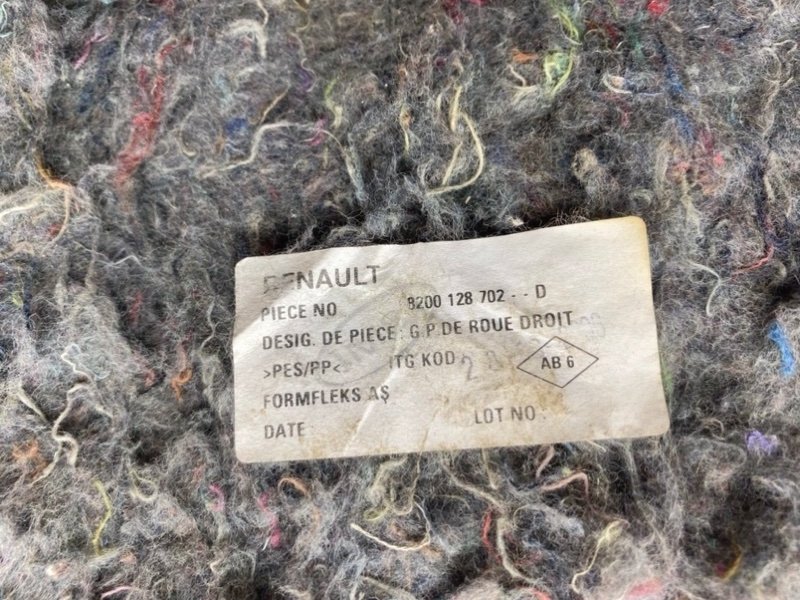 RENAULT
PIECE NO 8200 128 702 - - D
DESIG. DE PIECE: G.P.DE ROUE DROIT
>PES/PP< ITG KOD AB 6
FORMFLEKS AŞ
DATE LOT NO